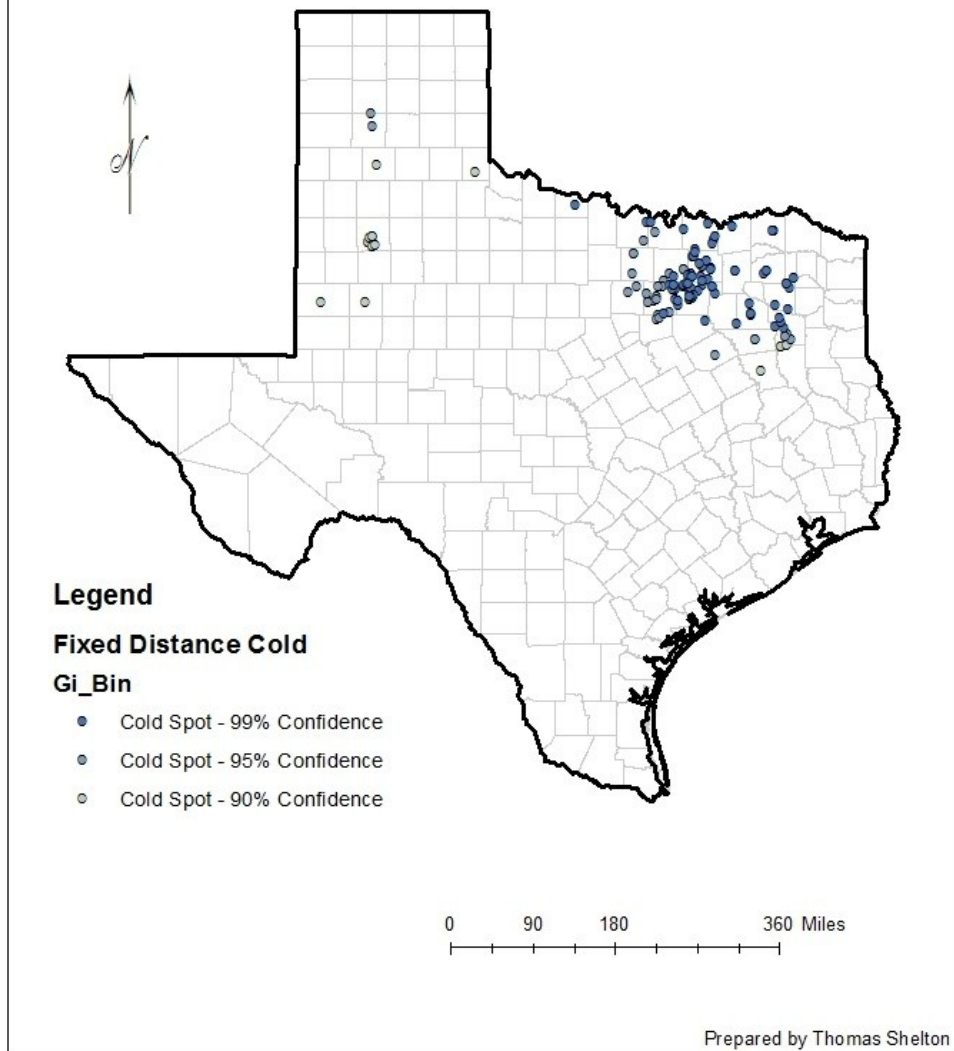 N
Legend
Fixed Distance Cold
Gi_Bin
Cold Spot - 99% Confidence
Cold Spot - 95% Confidence
Cold Spot - 90% Confidence
0 90 180 360 Miles
Prepared by Thomas Shelton